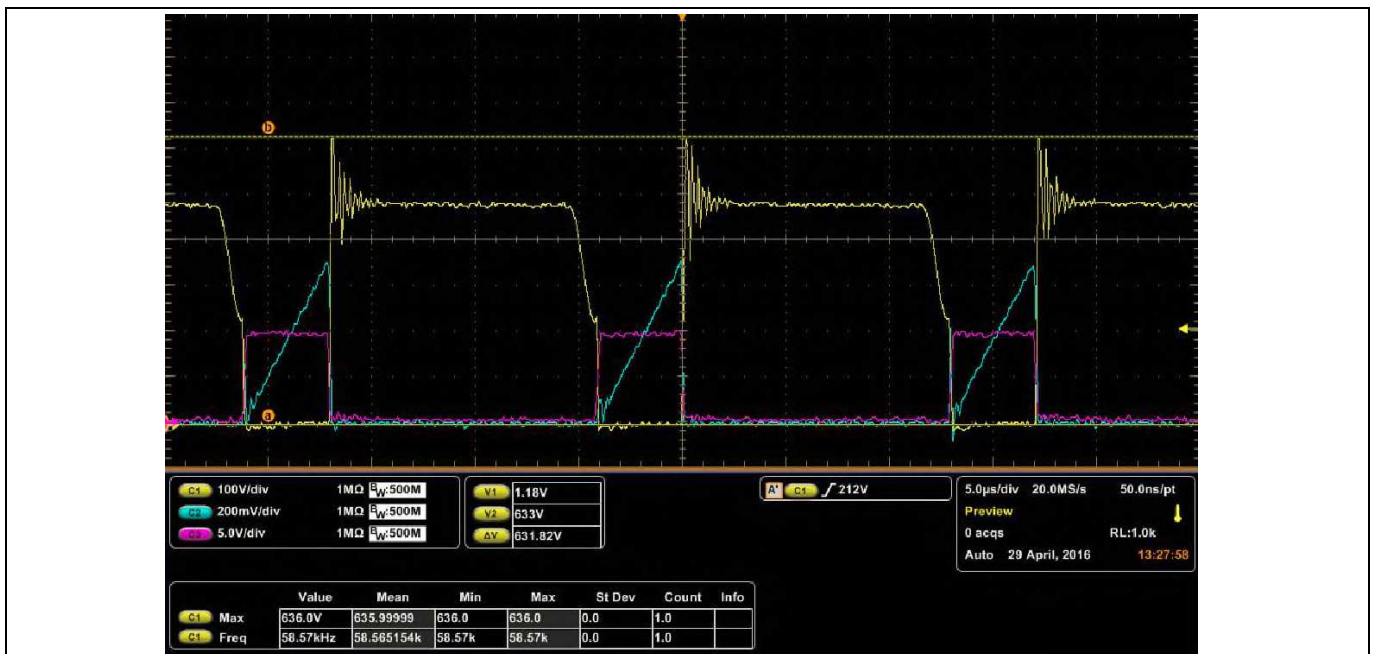 b
a
C1 100V/div 1MΩ BW:500M
C2 200mV/div 1MΩ BW:500M
C3 5.0V/div 1MΩ BW:500M
V1 1.18V
V2 633V
ΔV 631.82V
A' C1 212V
5.0µs/div 20.0MS/s 50.0ns/pt
Preview
0 acqs RL:1.0k
Auto 29 April, 2016 13:27:58
Value Mean Min Max St Dev Count Info
C1 Max 636.0V 635.99999 636.0 636.0 0.0 1.0
C1 Freq 58.57kHz 58.565154k 58.57k 58.57k 0.0 1.0